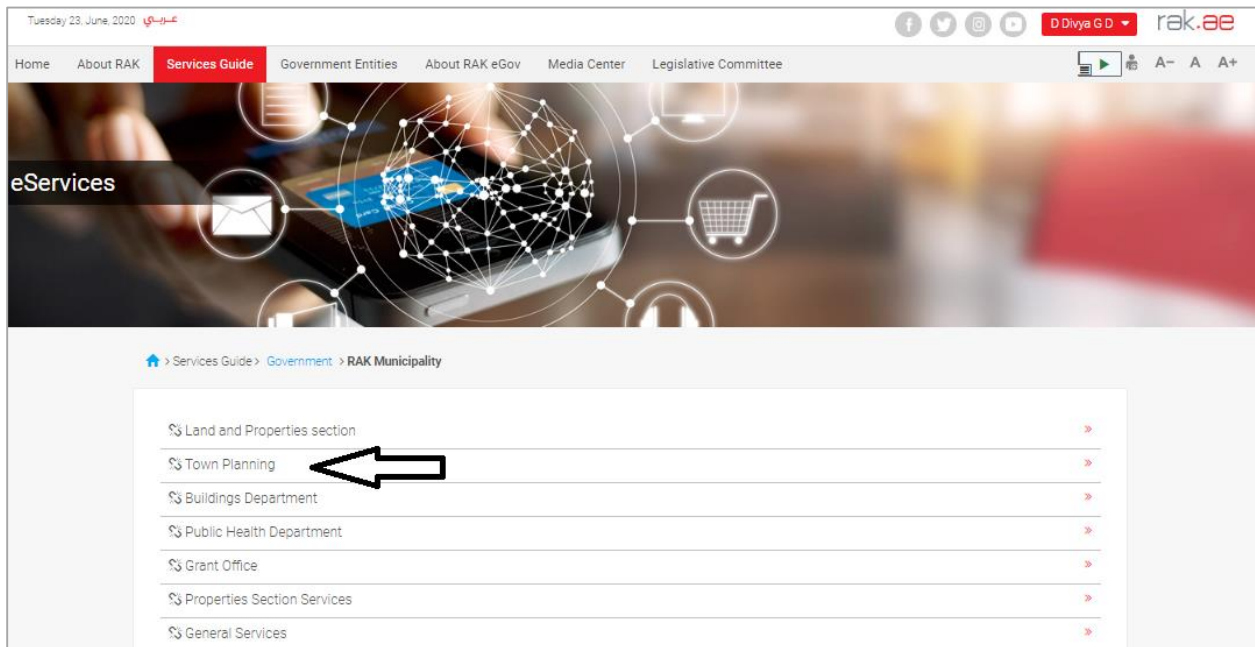 Tuesday 23, June, 2020 عــربــي
D Divya G D
rak.ae
Home About RAK Services Guide Government Entities About RAK eGov Media Center Legislative Committee A- A A+
eServices
> Services Guide > Government > RAK Municipality
Land and Properties section »
Town Planning »
Buildings Department »
Public Health Department »
Grant Office »
Properties Section Services »
General Services »